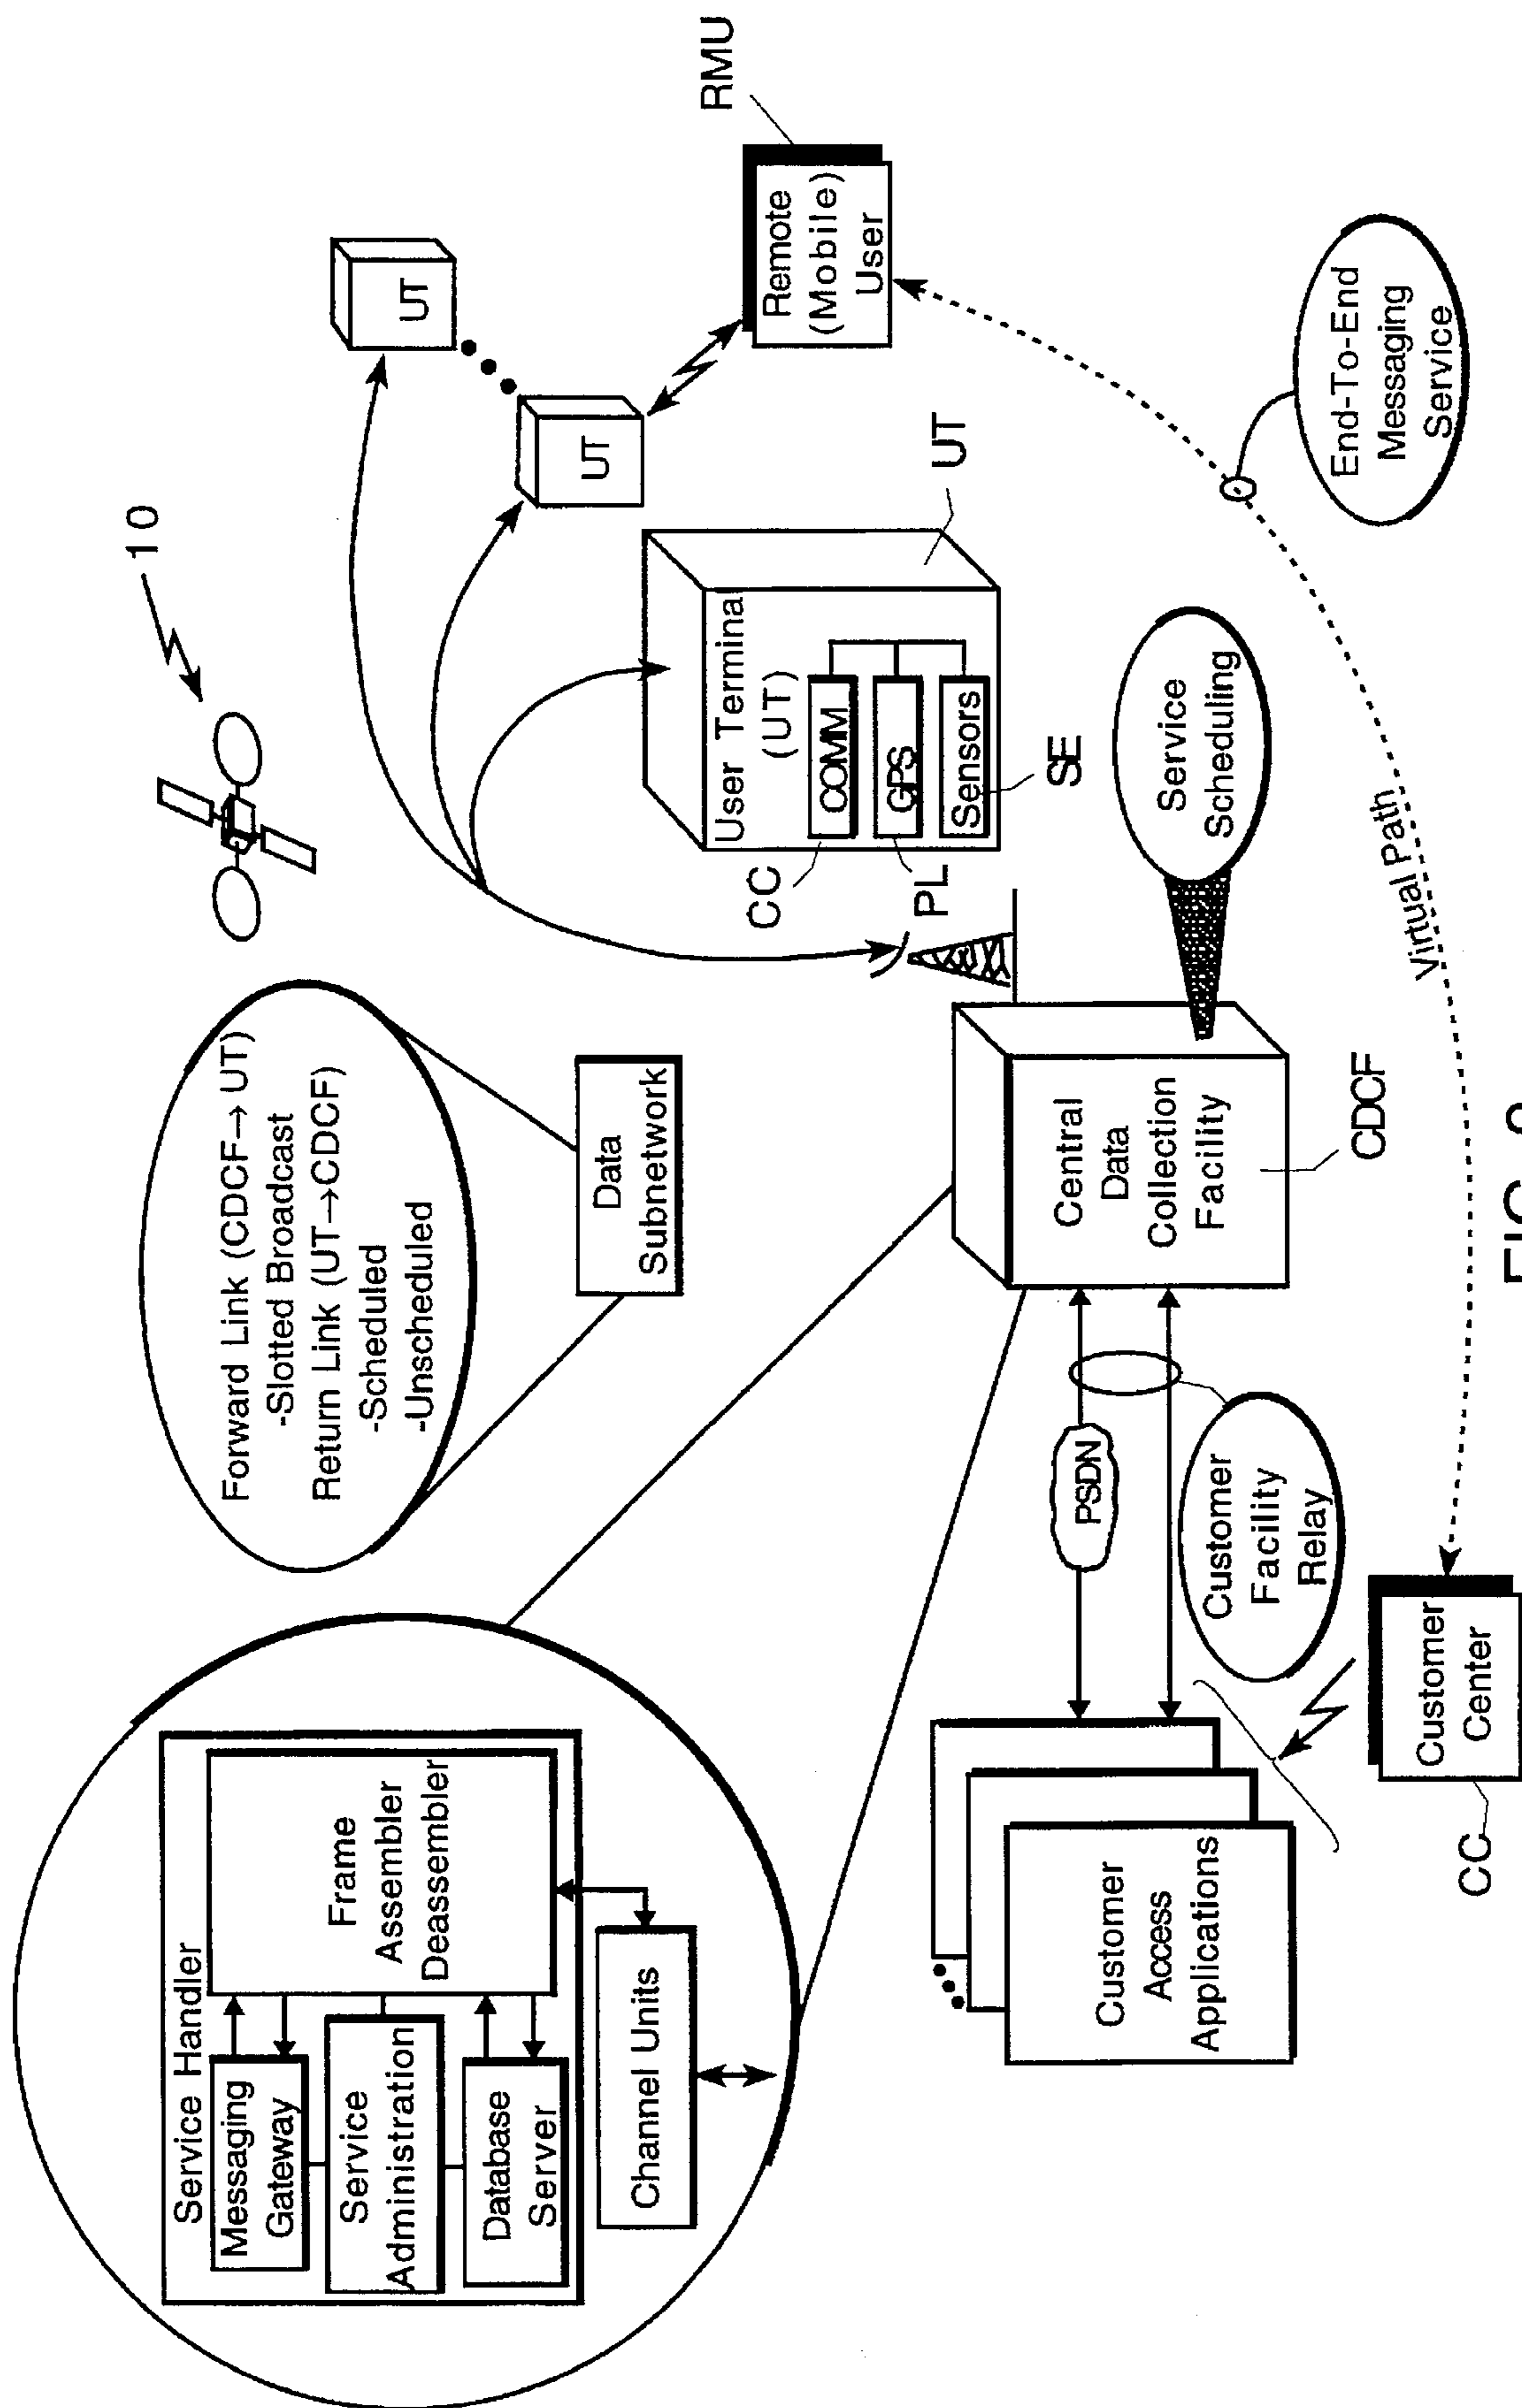 Service Handler
Messaging
Gateway
Service
Administration
Database
Server
Frame
Assembler
Deassembler
Channel Units
Forward Link (CDCF→UT)
-Slotted Broadcast
Return Link (UT→CDCF)
-Scheduled
-Unscheduled
Data
Subnetwork
10
UT
UT
RMU
Remote
(Mobile)
User
User Termina
(UT)
COMM
GPS
Sensors
CC
PL
SE
UT
Service
Scheduling
Central
Data
Collection
Facility
CDCF
PSDN
Customer
Facility
Relay
Customer
Access
Applications
Customer
Center
CC
Virtual Path
End-To-End
Messaging
Service